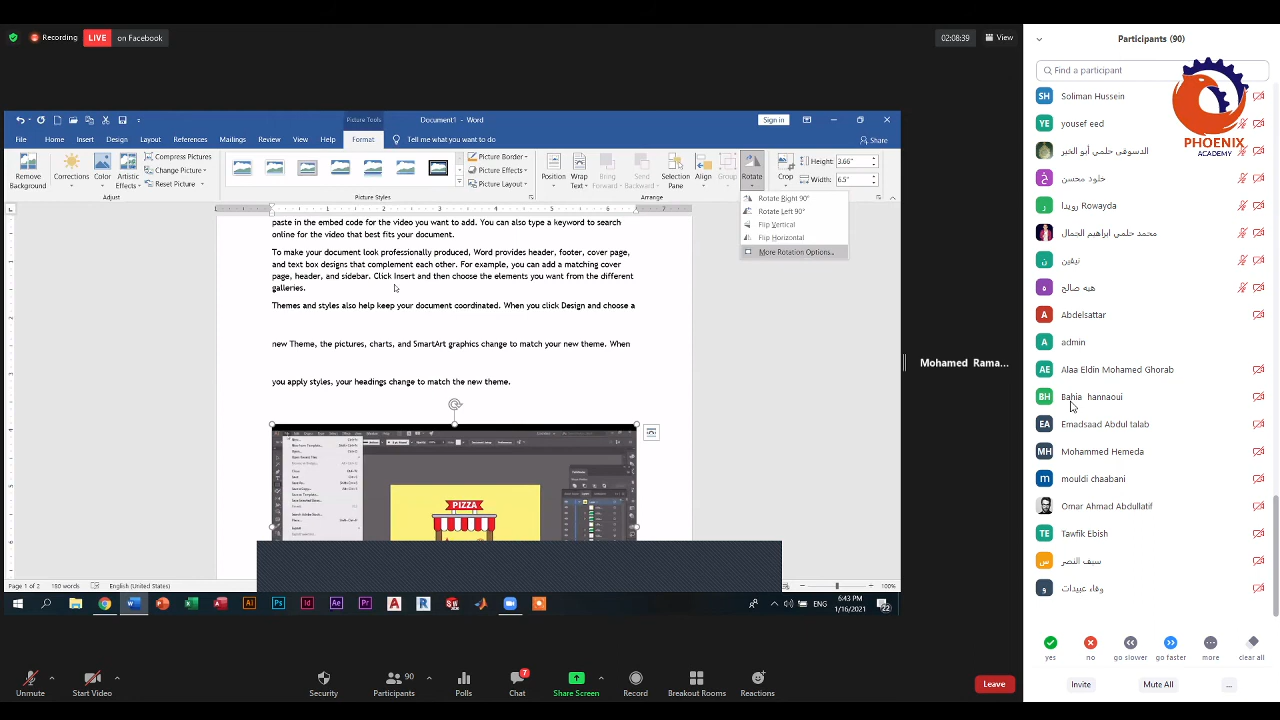 Recording
LIVE
on Facebook
02:08:39
View
Participants (90)
Find a participant
PHOENIX
ACADEMY
Soliman Hussein
yousef eed
الدسوقى حلمي أبو الخير
خلود محسن
رويدا Rowayda
محمد حلمي ابراهيم الجمال
نيفين
هبه صالح
Abdelsattar
admin
Alaa Eldin Mohamed Ghorab
Bahia hannaoui
Emadsaad Abdul talab
Mohammed Hemeda
mouldi chaabani
Omar Ahmad Abdullatif
Tawfik Ebish
سيف النصر
وفاء عبيدات
SH
YE
خ
ر
ن
ه
A
A
AE
BH
EA
MH
m
TE
س
و
yes
no
go slower
go faster
more
clear all
Invite
Mute All
...
Picture Tools
Document1 - Word
Sign in
File
Home
Insert
Design
Layout
References
Mailings
Review
View
Format
Tell me what you want to do
Share
Remove Background
Corrections
Color
Artistic Effects
Compress Pictures
Change Picture
Reset Picture
Adjust
Picture Styles
Picture Border
Picture Effects
Picture Layout
Position
Wrap Text
Bring Forward
Send Backward
Selection Pane
Align
Group
Rotate
Arrange
Crop
Height: 3.66"
Width: 6.5"
Size
Rotate Right 90°
Rotate Left 90°
Flip Vertical
Flip Horizontal
More Rotation Options...
paste in the embed code for the video you want to add. You can also type a keyword to search
online for the video that best fits your document.
To make your document look professionally produced, Word provides header, footer, cover page,
and text box designs that complement each other. For example, you can add a matching cover
page, header, and sidebar. Click Insert and then choose the elements you want from the different
galleries.
Themes and styles also help keep your document coordinated. When you click Design and choose a
new Theme, the pictures, charts, and SmartArt graphics change to match your new theme. When
you apply styles, your headings change to match the new theme.
PIZZA
Page 1 of 2
180 words
English (United States)
100%
ENG
6:43 PM
1/16/2021
22
Mohamed Rama...
Unmute
Start Video
Security
90
Participants
Polls
7
Chat
Share Screen
Record
Breakout Rooms
Reactions
Leave